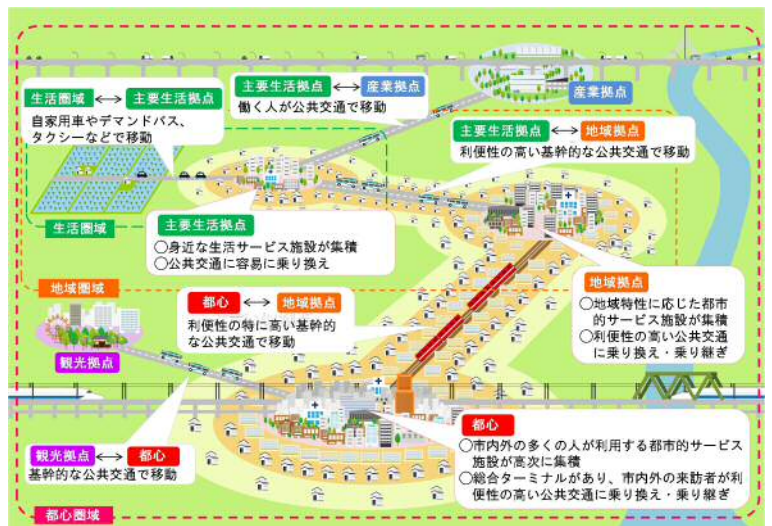 生活圏域 ⟷ 主要生活拠点
自家用車やデマンドバス、
タクシーなどで移動
主要生活拠点 ⟷ 産業拠点
働く人が公共交通で移動
産業拠点
主要生活拠点 ⟷ 地域拠点
利便性の高い基幹的な公共交通で移動
生活圏域
主要生活拠点
○身近な生活サービス施設が集積
○公共交通に容易に乗り換え
地域圏域
都心 ⟷ 地域拠点
利便性の特に高い基幹的
な公共交通で移動
地域拠点
○地域特性に応じた都市
的サービス施設が集積
○利便性の高い公共交通
に乗り換え・乗り継ぎ
観光拠点
観光拠点 ⟷ 都心
基幹的な公共交通で移動
都心
○市内外の多くの人が利用する都市的サービス
施設が高次に集積
○総合ターミナルがあり、市内外の来訪者が利
便性の高い公共交通に乗り換え・乗り継ぎ
都心圏域